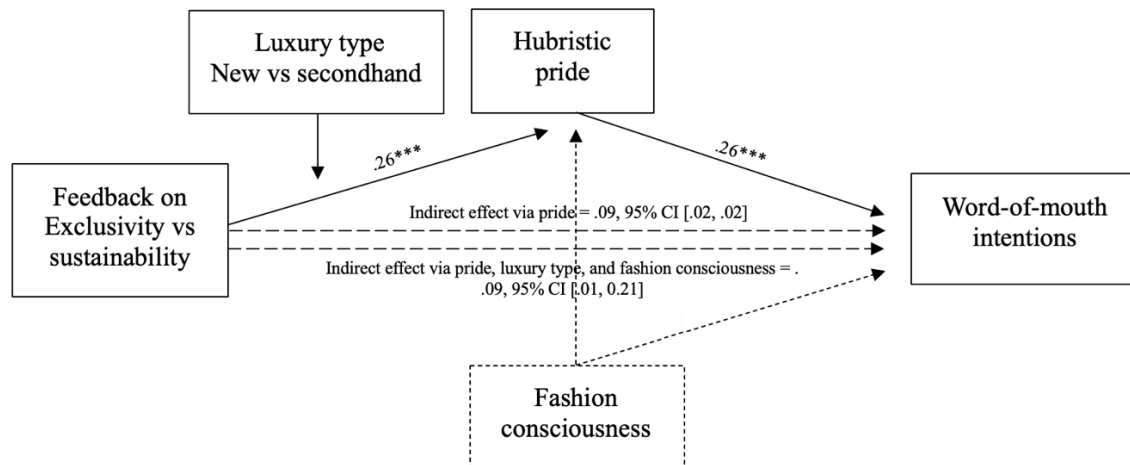 Luxury type
New vs secondhand
Hubristic
pride
.26***
.26***
Feedback on
Exclusivity vs
sustainability
Indirect effect via pride = .09, 95% CI [.02, .02]
Word-of-mouth
intentions
Indirect effect via pride, luxury type, and fashion consciousness = .
.09, 95% CI [.01, 0.21]
Fashion
consciousness